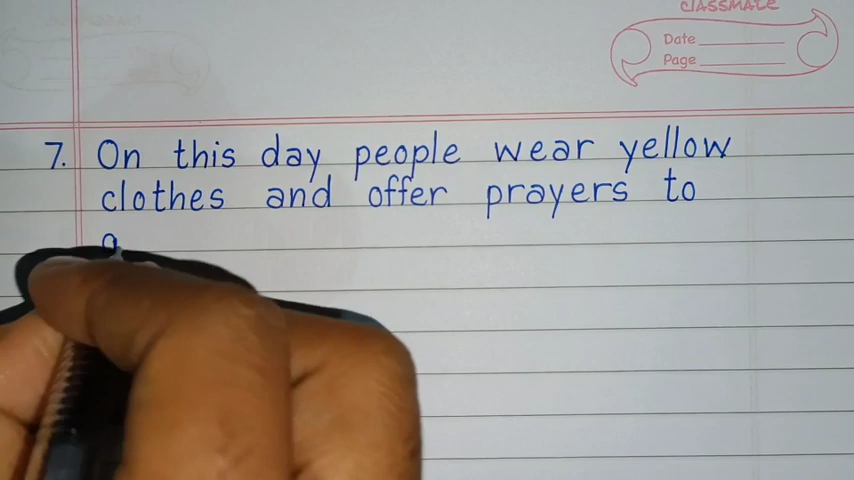 CLASSMATE
Date
Page
7. On this day people wear yellow
clothes and offer prayers to